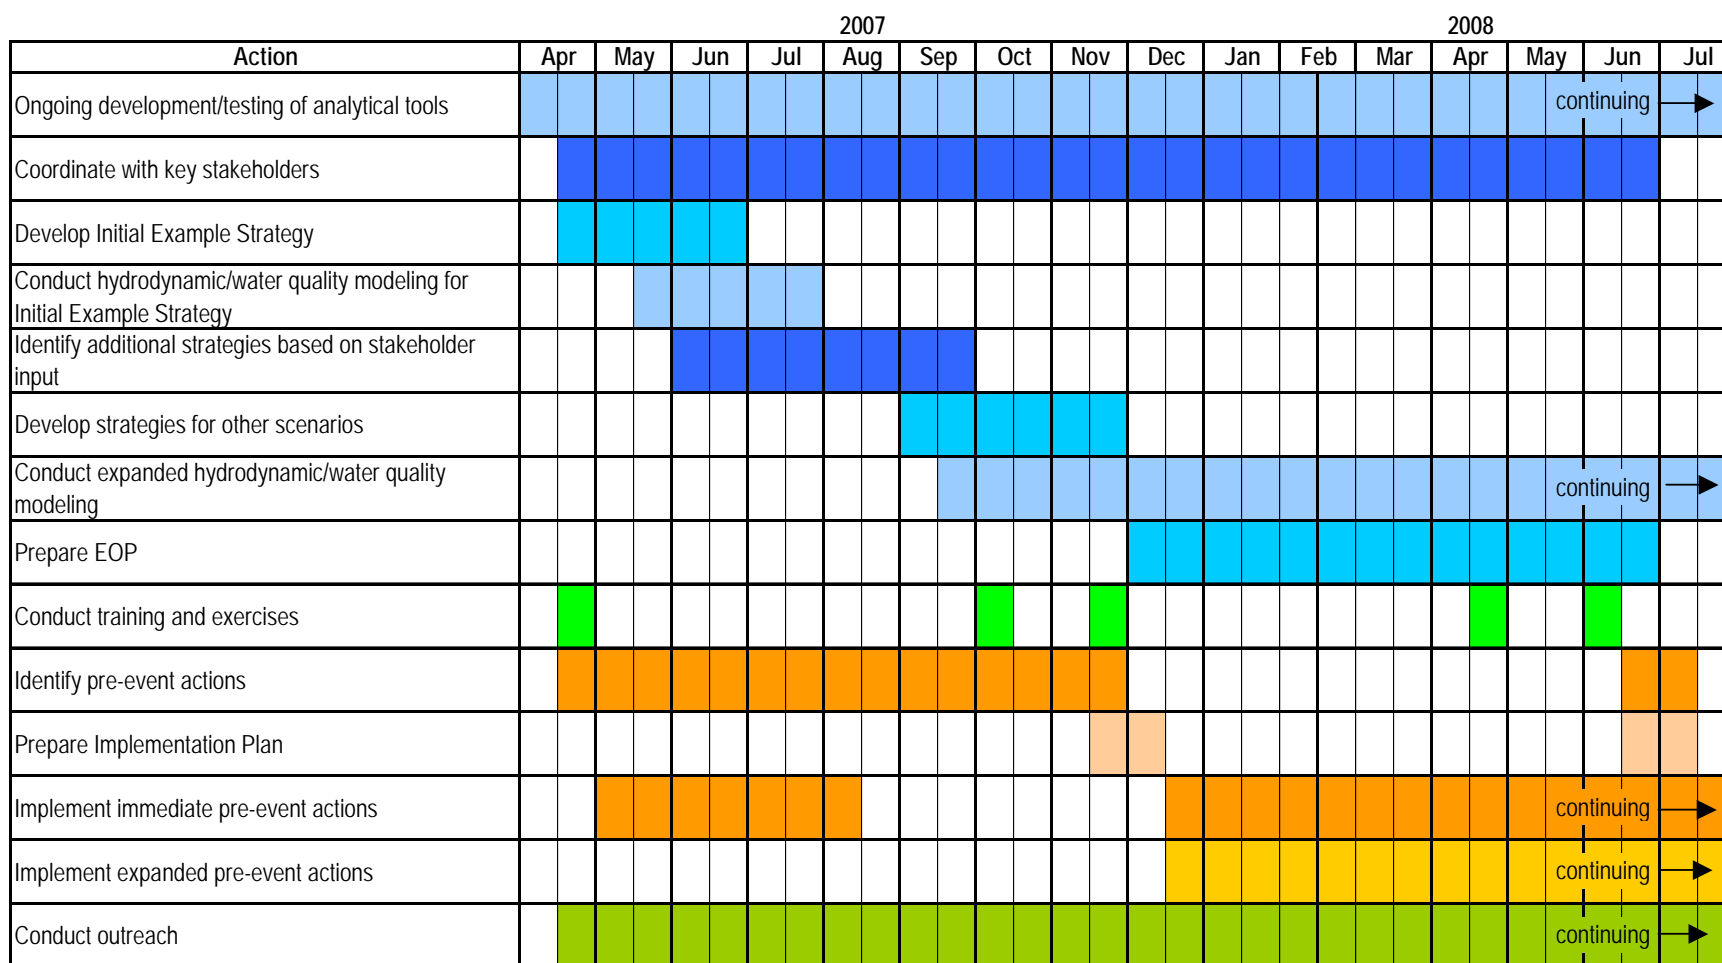 2007 2008
Action Apr May Jun Jul Aug Sep Oct Nov Dec Jan Feb Mar Apr May Jun Jul
Ongoing development/testing of analytical tools continuing
Coordinate with key stakeholders
Develop Initial Example Strategy
Conduct hydrodynamic/water quality modeling for
Initial Example Strategy
Identify additional strategies based on stakeholder
input
Develop strategies for other scenarios
Conduct expanded hydrodynamic/water quality
modeling continuing
Prepare EOP
Conduct training and exercises
Identify pre-event actions
Prepare Implementation Plan
Implement immediate pre-event actions continuing
Implement expanded pre-event actions continuing
Conduct outreach continuing